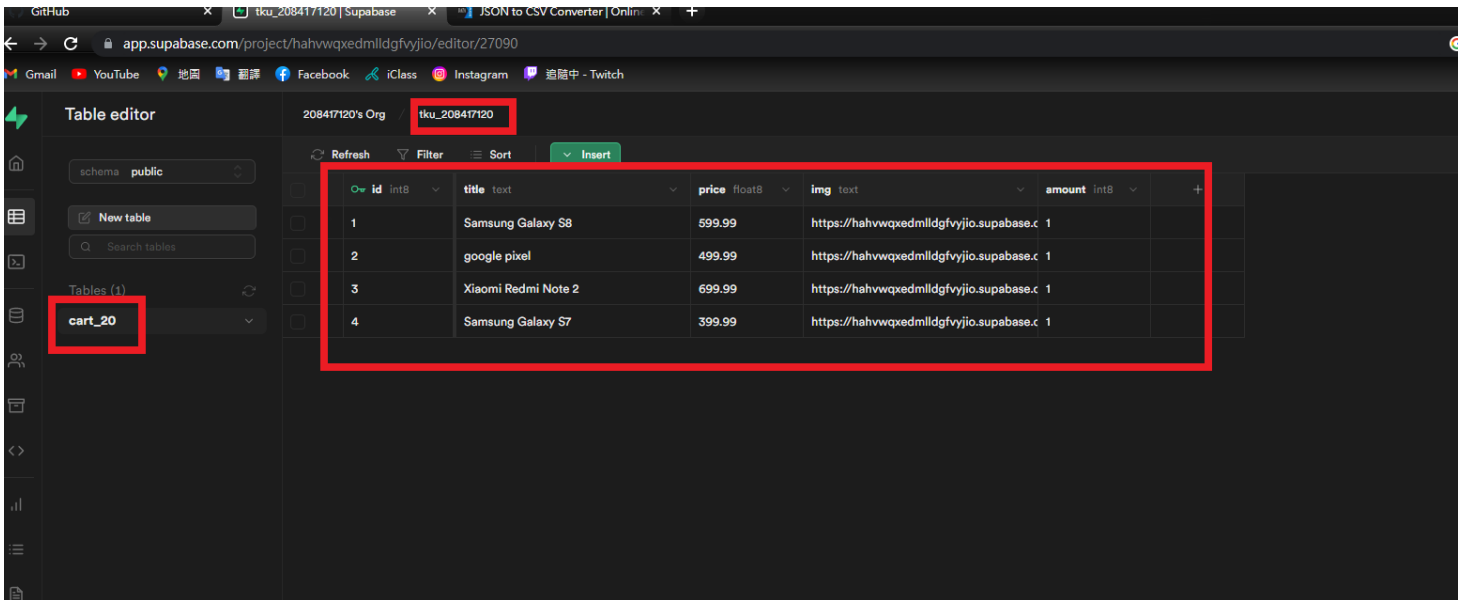 GitHub tku_208417120 | Supabase JSON to CSV Converter | Onlin
app.supabase.com/project/hahvwqxedmlldgfvyjio/editor/27090
Gmail YouTube 地圖 翻譯 Facebook iClass Instagram 追隨中 - Twitch
Table editor 208417120's Org / tku_208417120
Refresh Filter Sort Insert
schema public
id int8 title text price float8 img text amount int8
New table
Search tables
1 Samsung Galaxy S8 599.99 https://hahvwqxedmlldgfvyjio.supabase.c 1
2 google pixel 499.99 https://hahvwqxedmlldgfvyjio.supabase.c 1
Tables (1)
3 Xiaomi Redmi Note 2 699.99 https://hahvwqxedmlldgfvyjio.supabase.c 1
cart_20
4 Samsung Galaxy S7 399.99 https://hahvwqxedmlldgfvyjio.supabase.c 1